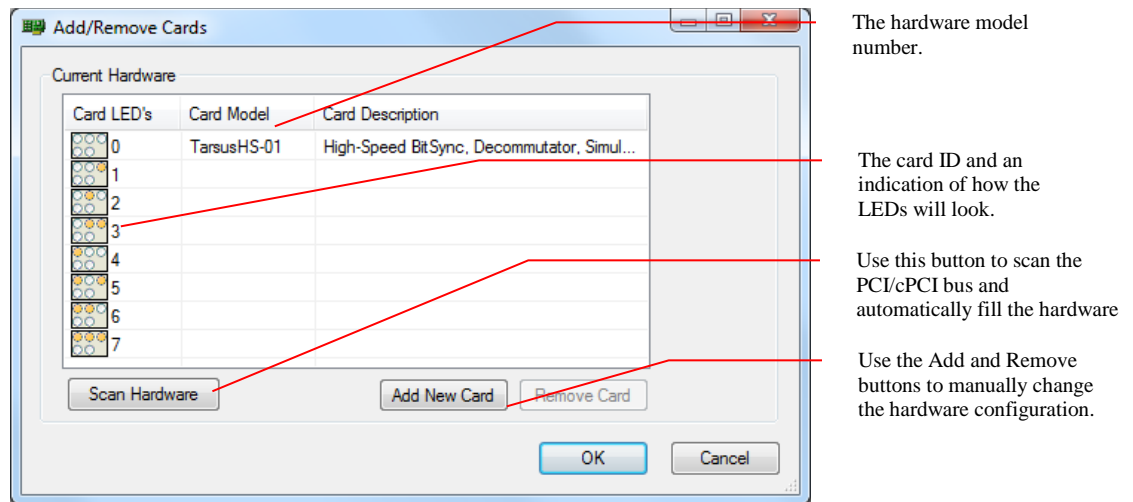 Add/Remove Cards
Current Hardware
Card LED's Card Model Card Description
0 TarsusHS-01 High-Speed BitSync, Decommutator, Simul...
1
2
3
4
5
6
7
Scan Hardware Add New Card Remove Card
OK Cancel
The hardware model
number.
The card ID and an
indication of how the
LEDs will look.
Use this button to scan the
PCI/cPCI bus and
automatically fill the hardware
Use the Add and Remove
buttons to manually change
the hardware configuration.